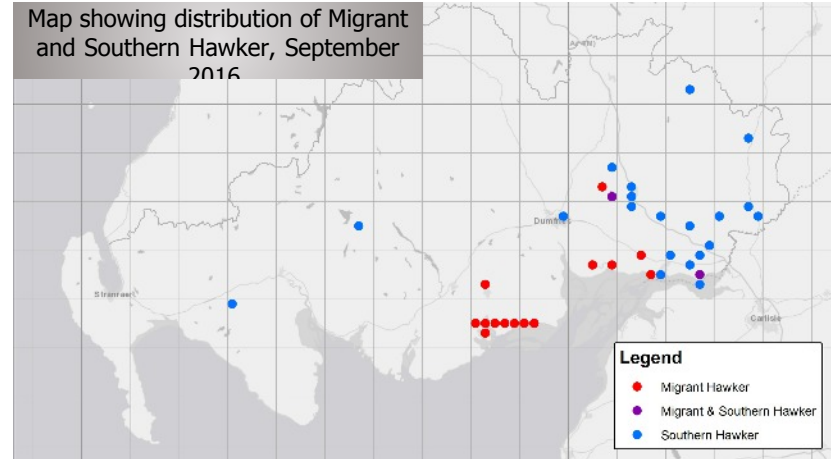 Map showing distribution of Migrant
and Southern Hawker, September
2016
Dumfries
Stranraer
Carlisle
Legend
Migrant Hawker
Migrant & Southern Hawker
Southern Hawker